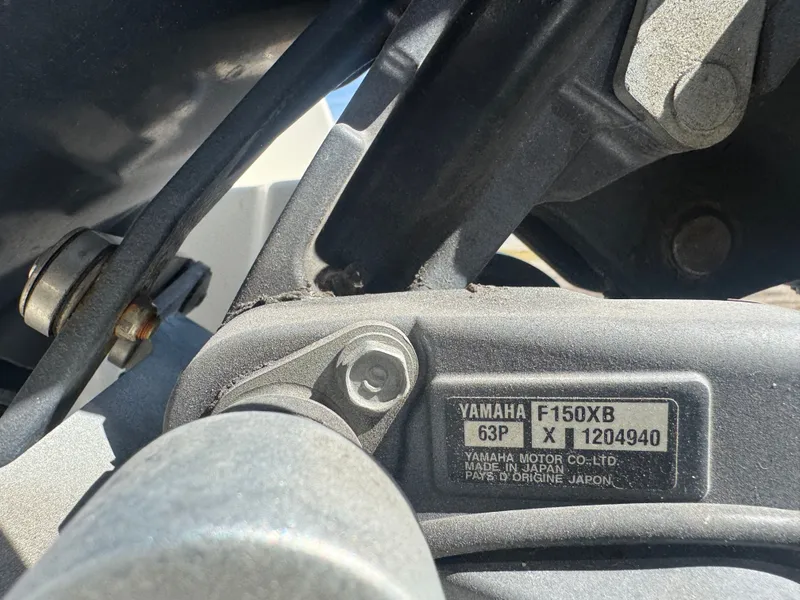 YAMAHA F150XB
63P X 1204940
YAMAHA MOTOR CO.,LTD.
MADE IN JAPAN
PAYS D'ORIGINE JAPON